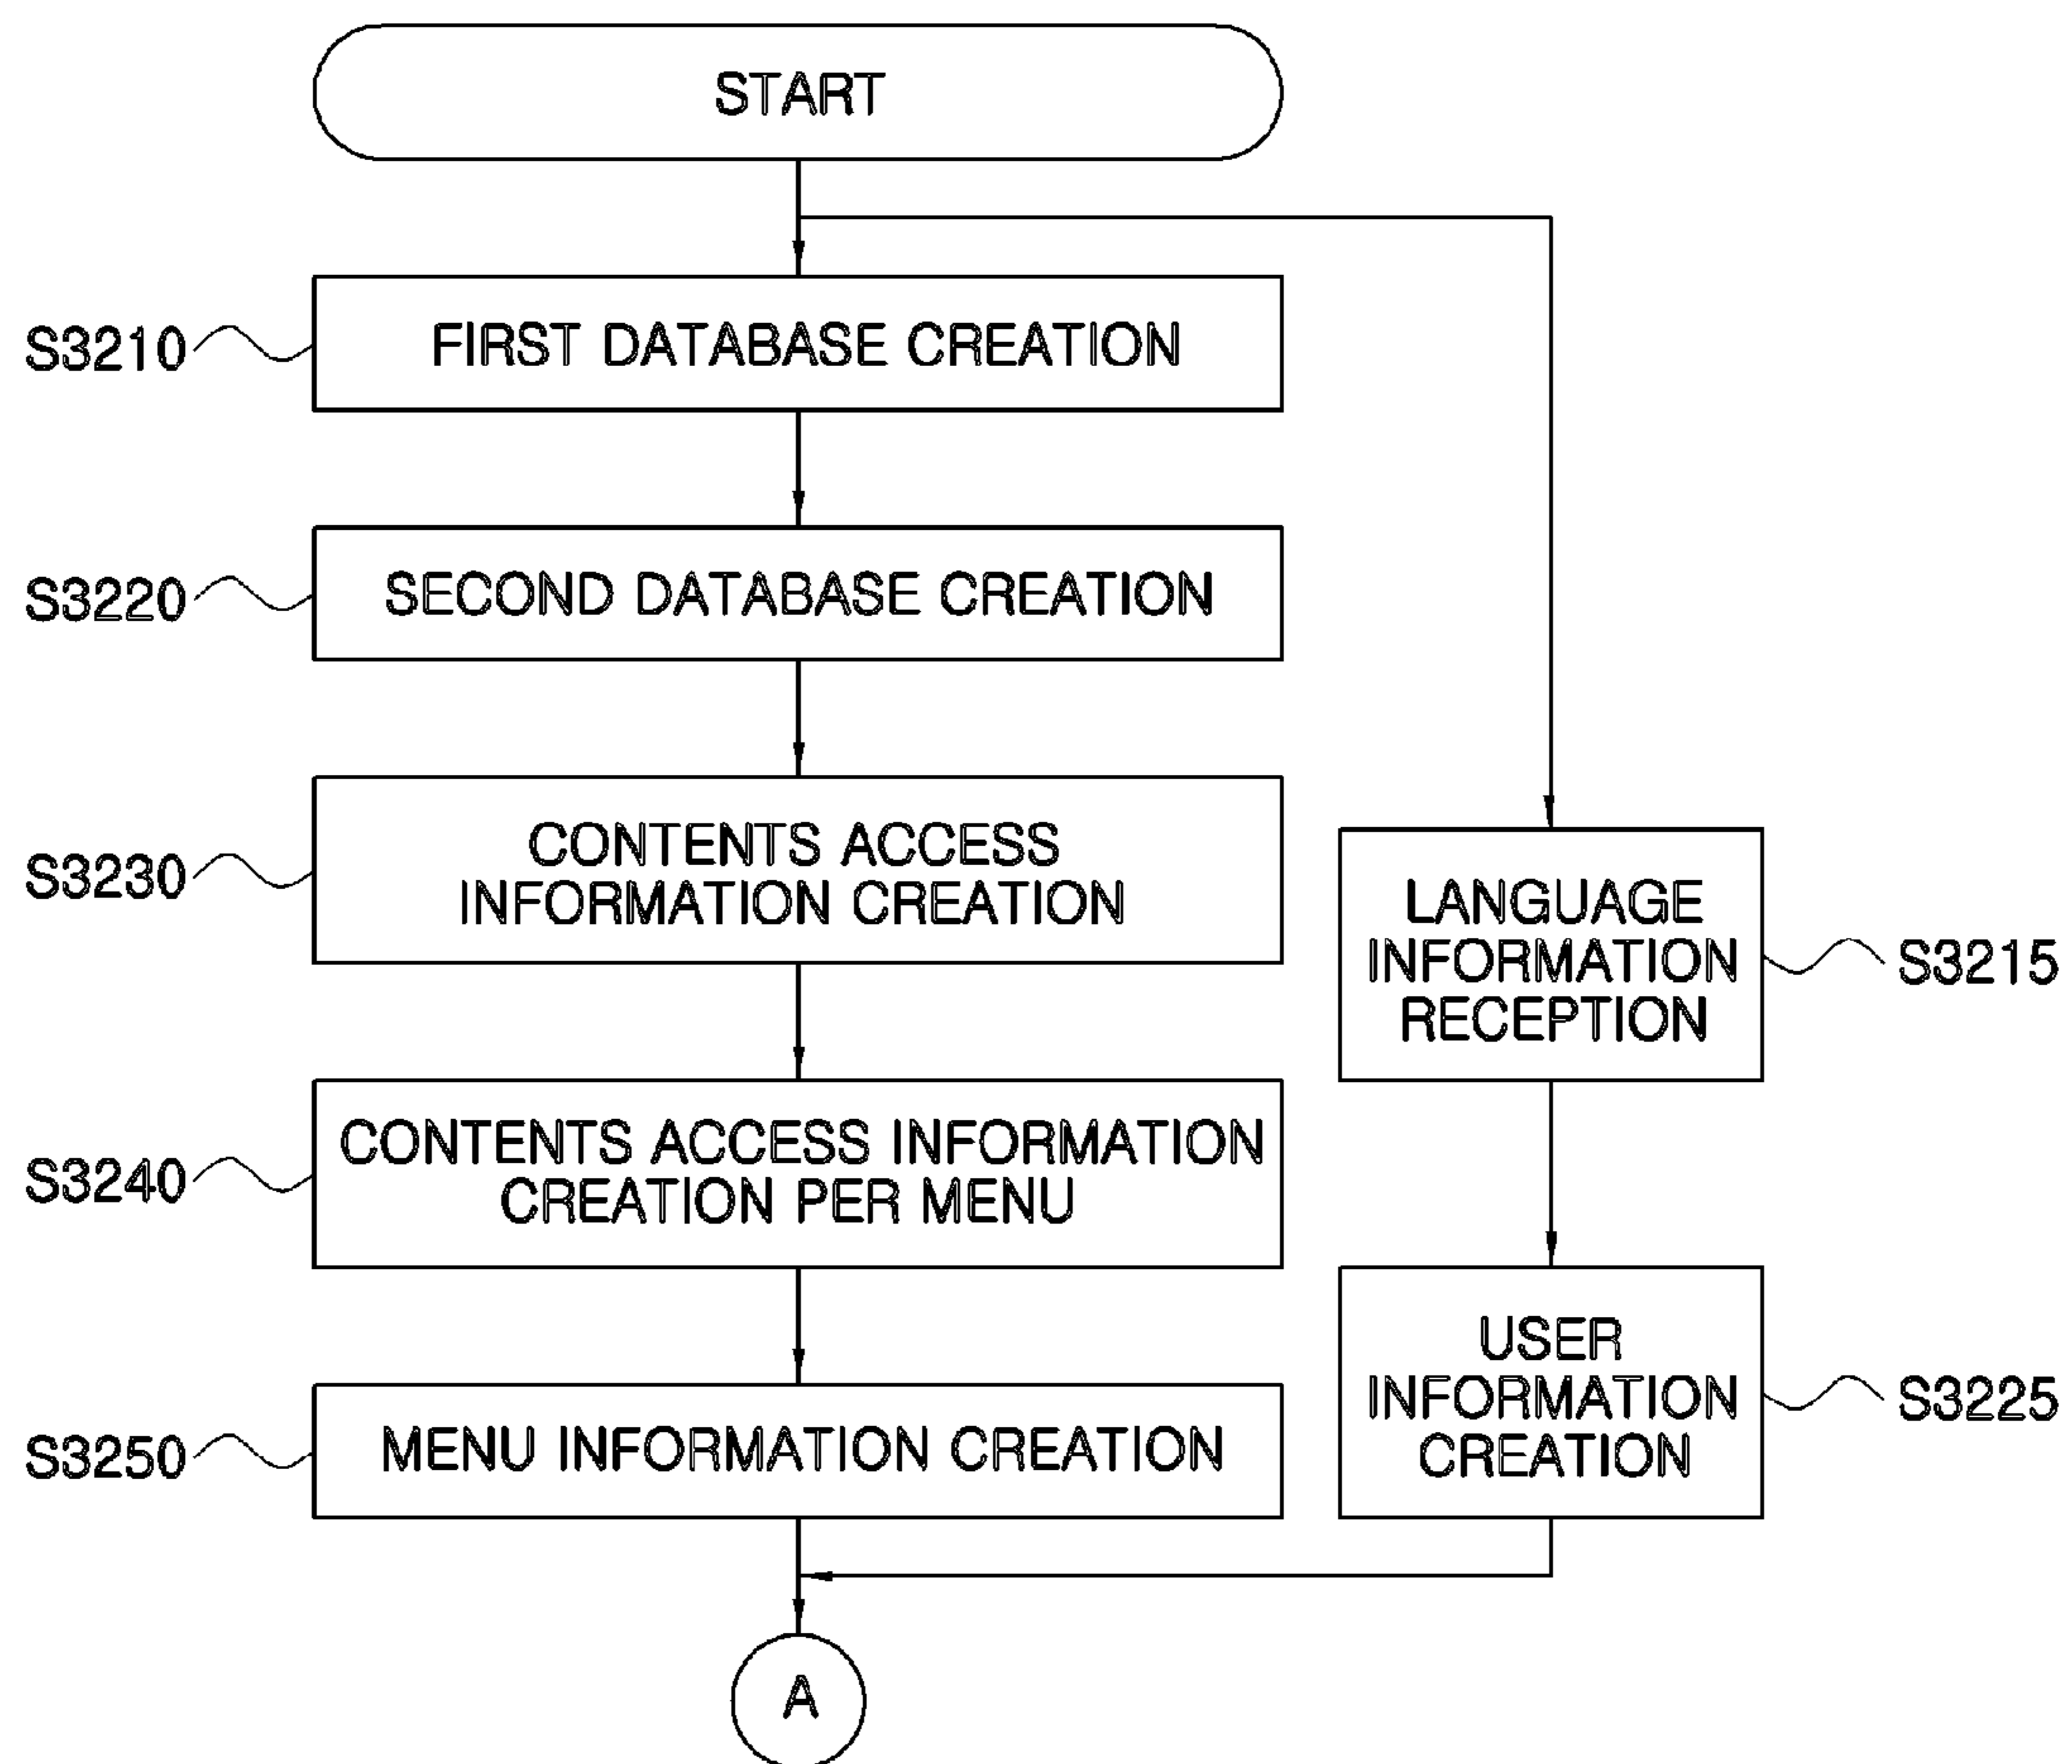 START
S3210
FIRST DATABASE CREATION
S3220
SECOND DATABASE CREATION
S3230
CONTENTS ACCESS
INFORMATION CREATION
S3240
CONTENTS ACCESS INFORMATION
CREATION PER MENU
S3250
MENU INFORMATION CREATION
LANGUAGE
INFORMATION
RECEPTION
S3215
USER
INFORMATION
CREATION
S3225
A